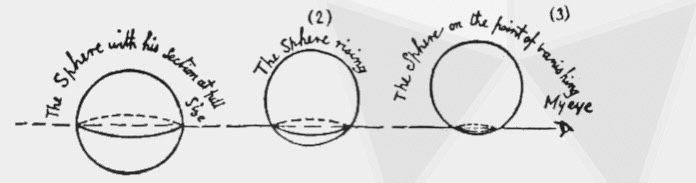 The Sphere with his section at full size
(2)
The Sphere rising
(3)
The Sphere on the point of vanishing
My eye